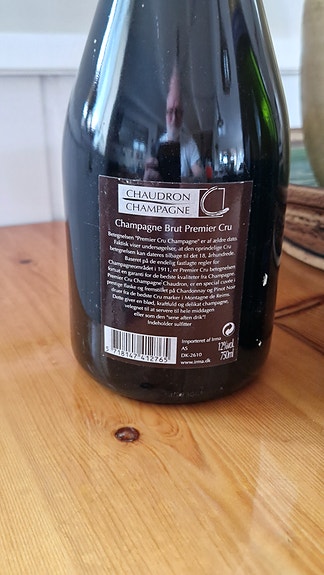 CHAUDRON
CHAMPAGNE
Champagne Brut Premier Cru
Betegnelsen "Premier Cru Champagne" er af ældre dato.
Faktisk viser undersøgelser, at den oprindelige Cru
betegnelsen kan dateres tilbage til det 18. århundrede.
Baseret på de endelig fastlagte regler for
Champagneområdet i 1911, er Premier Cru betegnelsen
fortsat en garanti for de bedste kvaliteter fra Champagne.
Premier Cru Champagne Chaudron, er en i special
prestige flaske og fremstillet på Chardonnay og Pinot Noir
druer fra de bedste Cru marker i Montagne de Reims.
Dette giver en blød, kraftfuld og delikat champagne,
velegnet til at servere til hele middagen
eller som den "sene aften drik"!
Indeholder sulfitter
5 718147 412765
Importeret af Irma
AS
DK-2610
www.irma.dk
12%vol.
750ml